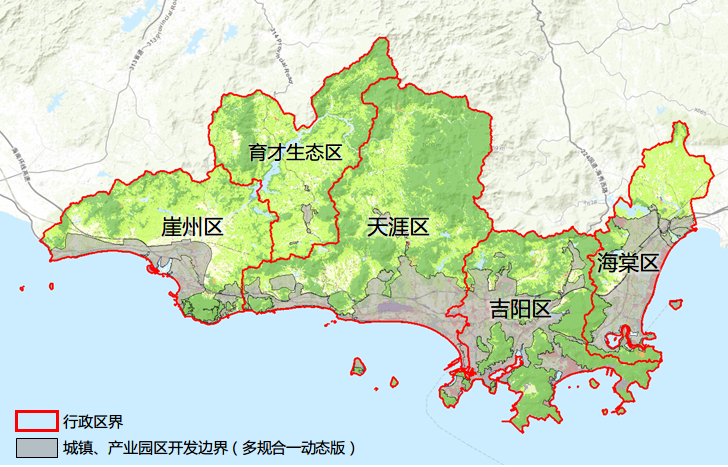 育才生态区
崖州区
天涯区
海棠区
吉阳区
行政区界
城镇、产业园区开发边界（多规合一动态版）